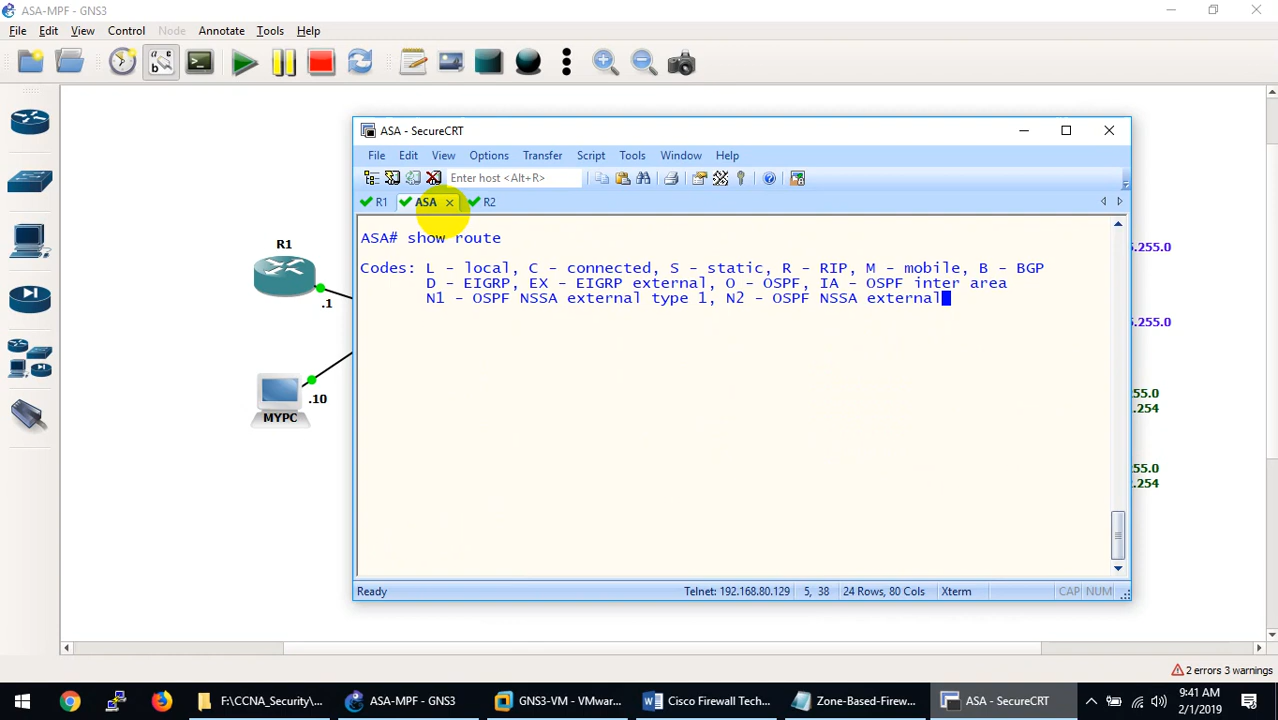 ASA-MPF - GNS3
File Edit View Control Node Annotate Tools Help
ASA - SecureCRT
File Edit View Options Transfer Script Tools Window Help
Enter host <Alt+R>
R1 ASA R2
ASA# show route
Codes: L - local, C - connected, S - static, R - RIP, M - mobile, B - BGP
D - EIGRP, EX - EIGRP external, O - OSPF, IA - OSPF inter area
N1 - OSPF NSSA external type 1, N2 - OSPF NSSA external
R1
.1
.10
MYPC
.255.0
.255.0
55.0
.254
55.0
.254
Ready Telnet: 192.168.80.129 5, 38 24 Rows, 80 Cols Xterm CAP NUM
2 errors 3 warnings
F:\CCNA_Security\... ASA-MPF - GNS3 GNS3-VM - VMwar... Cisco Firewall Tech... Zone-Based-Firew... ASA - SecureCRT
9:41 AM
2/1/2019